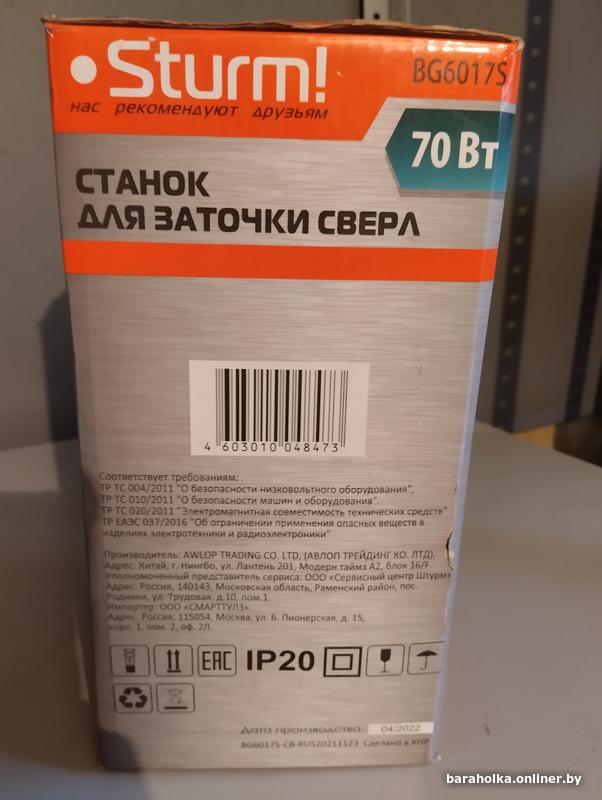 Sturm!
BG6017S
нас рекомендуют друзьям
70 Вт
СТАНОК
ДЛЯ ЗАТОЧКИ СВЕРЛ
4 603010 048473
Соответствует требованиям:
ТР ТС 004/2011 "О безопасности низковольтного оборудования",
ТР ТС 010/2011 "О безопасности машин и оборудования".
ТР ТС 020/2011 "Электромагнитная совместимость технических средств"
ТР ЕАЭС 037/2016 "Об ограничении применения опасных веществ в
изделиях электротехники и радиоэлектроники"
Производитель: AWLOP TRADING CO. LTD, (АВЛОП ТРЕЙДИНГ КО. ЛТД).
Адрес: Китай, г. Нингбо, ул. Лантень 201, Модерн таймз А2, блок 16/F.
Уполномоченный представитель сервиса: ООО «Сервисный центр Штурм»
Адрес: Россия, 140143, Московская область, Раменский район, пос.
Родники, ул. Трудовая, д.10, пом.1.
Импортер: ООО «СМАРТТУЛЗ».
Адрес: Россия, 115054, Москва, ул. Б. Пионерская, д. 15,
корп. 1, пом. 2, оф. 2Л.
EAC IP20
Дата производства: 04/2022
BG6017S-CB-RUS20211123 Сделано в КНР
baraholka.onliner.by